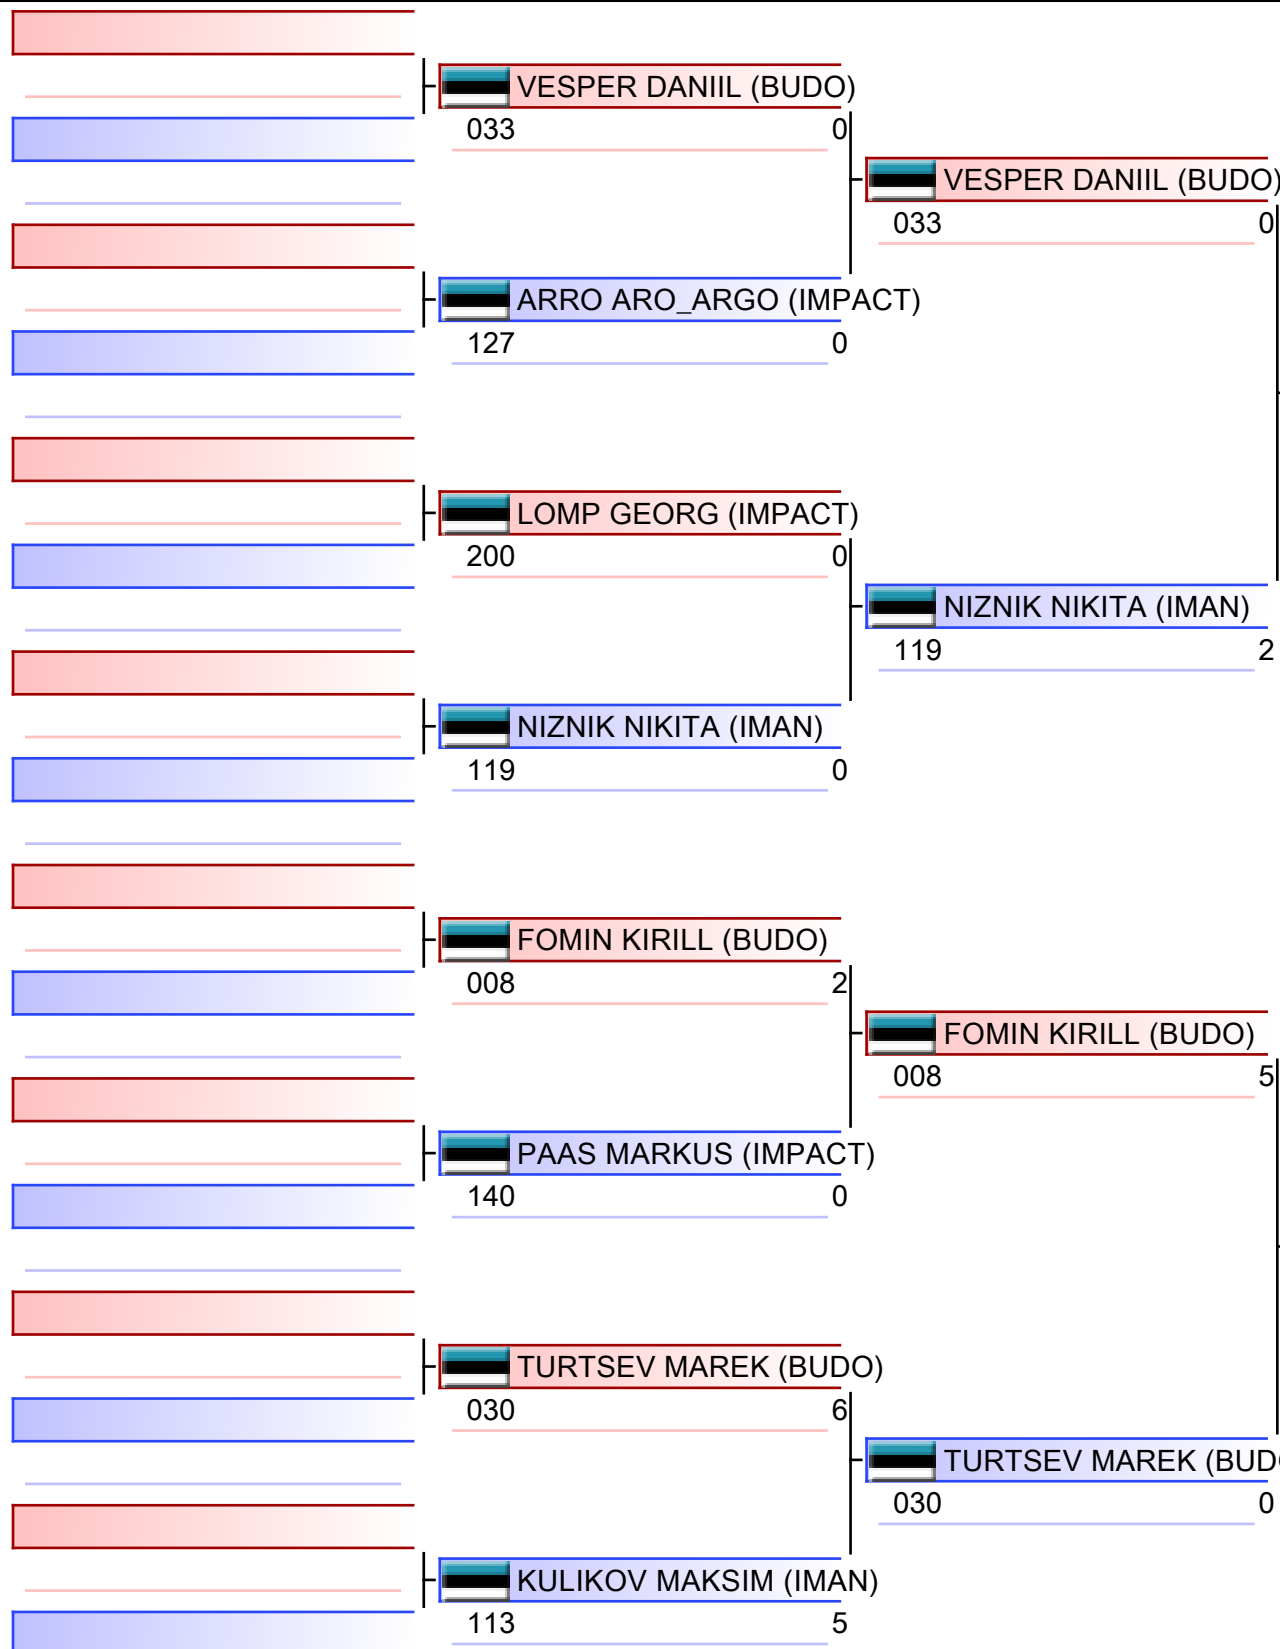 VESPER DANIIL (BUDO)
033 0
VESPER DANIIL (BUDO)
033 0
ARRO ARO_ARGO (IMPACT)
127 0
LOMP GEORG (IMPACT)
200 0
NIZNIK NIKITA (IMAN)
119 2
NIZNIK NIKITA (IMAN)
119 0
FOMIN KIRILL (BUDO)
008 2
FOMIN KIRILL (BUDO)
008 5
PAAS MARKUS (IMPACT)
140 0
TURTSEV MAREK (BUDO)
030 6
TURTSEV MAREK (BUD
030 0
KULIKOV MAKSIM (IMAN)
113 5